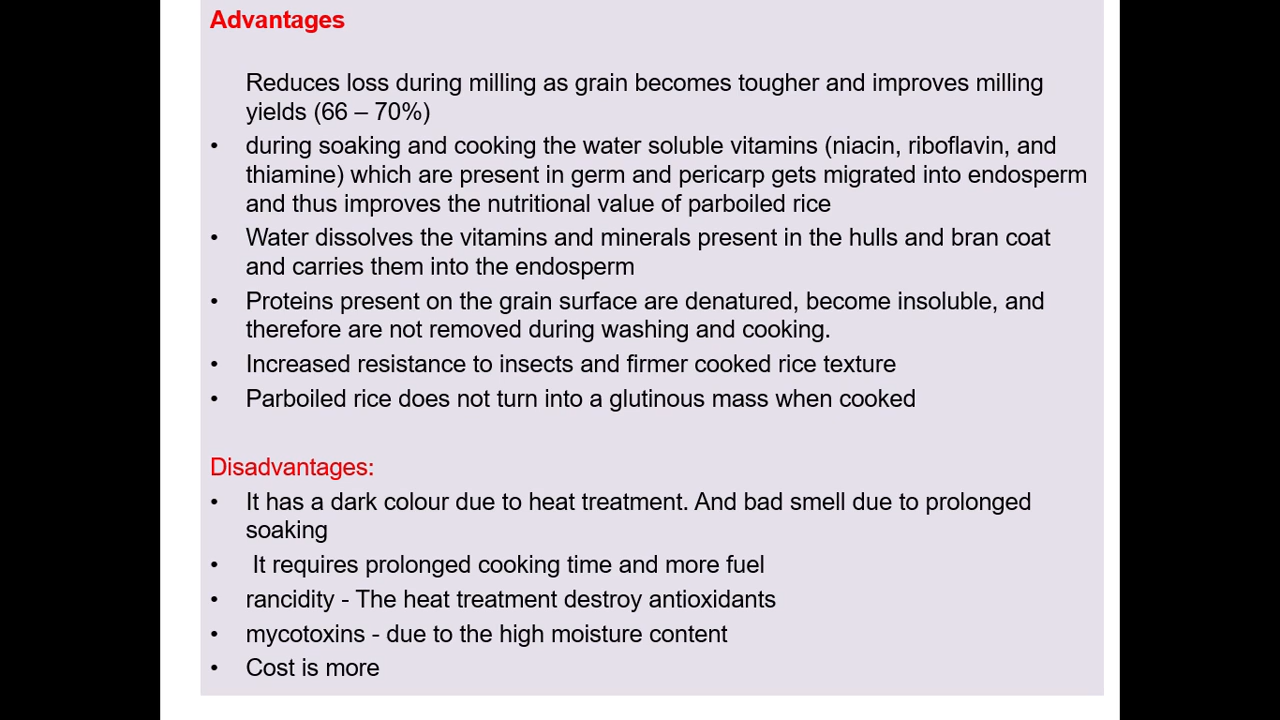 Advantages
Reduces loss during milling as grain becomes tougher and improves milling
yields (66 – 70%)
• during soaking and cooking the water soluble vitamins (niacin, riboflavin, and
thiamine) which are present in germ and pericarp gets migrated into endosperm
and thus improves the nutritional value of parboiled rice
• Water dissolves the vitamins and minerals present in the hulls and bran coat
and carries them into the endosperm
• Proteins present on the grain surface are denatured, become insoluble, and
therefore are not removed during washing and cooking.
• Increased resistance to insects and firmer cooked rice texture
• Parboiled rice does not turn into a glutinous mass when cooked
Disadvantages:
• It has a dark colour due to heat treatment. And bad smell due to prolonged
soaking
• It requires prolonged cooking time and more fuel
• rancidity - The heat treatment destroy antioxidants
• mycotoxins - due to the high moisture content
• Cost is more